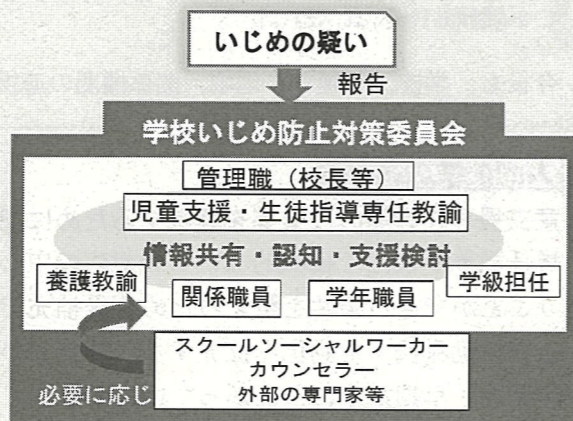 いじめの疑い
報告
学校いじめ防止対策委員会
管理職（校長等）
児童支援・生徒指導専任教諭
情報共有・認知・支援検討
養護教諭
関係職員
学年職員
学級担任
スクールソーシャルワーカー
カウンセラー
外部の専門家等
必要に応じ